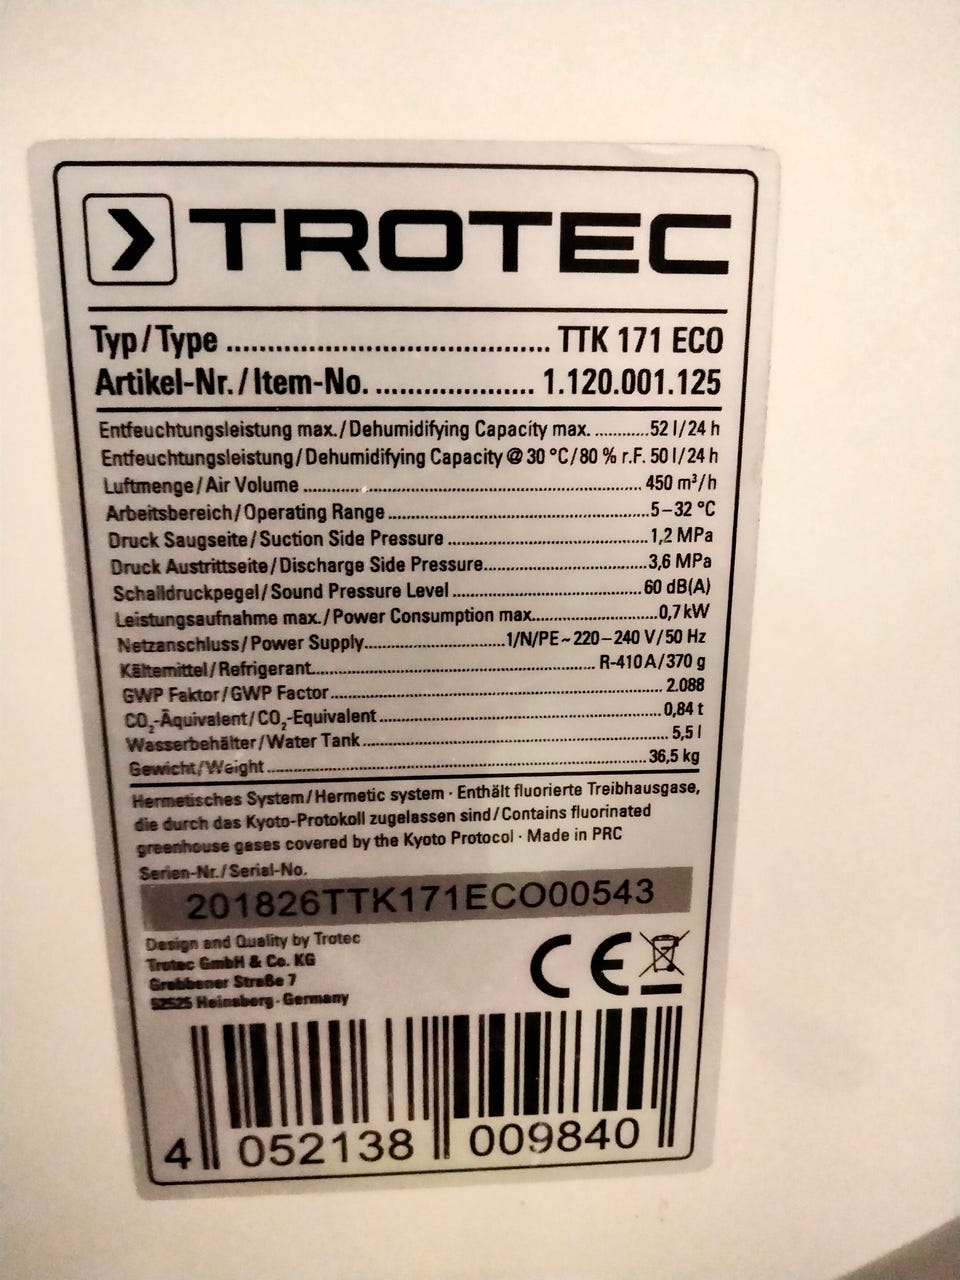 TROTEC
Typ/Type ........................................ TTK 171 ECO
Artikel-Nr./Item-No. ................... 1.120.001.125
Entfeuchtungsleistung max./Dehumidifying Capacity max. ............52 l/24 h
Entfeuchtungsleistung/Dehumidifying Capacity @ 30 °C/80 % r.F. 50 l/24 h
Luftmenge/Air Volume ................................................................ 450 m³/h
Arbeitsbereich/Operating Range ..................................................5–32 °C
Druck Saugseite/Suction Side Pressure ......................................1,2 MPa
Druck Austrittseite/Discharge Side Pressure...............................3,6 MPa
Schalldruckpegel/Sound Pressure Level .................................... 60 dB(A)
Leistungsaufnahme max./Power Consumption max.......................0,7 kW
Netzanschluss/Power Supply...........................1/N/PE~220–240 V/50 Hz
Kältemittel/Refrigerant........................................................ R-410A/370 g
GWP Faktor/GWP Factor................................................................. 2.088
CO₂-Äquivalent/CO₂-Equivalent .......................................................0,84 t
Wasserbehälter/Water Tank ............................................................. 5,5 l
Gewicht/Weight ..........................................................................36,5 kg
Hermetisches System/Hermetic system · Enthält fluorierte Treibhausgase,
die durch das Kyoto-Protokoll zugelassen sind/Contains fluorinated
greenhouse gases covered by the Kyoto Protocol · Made in PRC
Serien-Nr./Serial-No.
201826TTK171ECO00543
Design and Quality by Trotec
Trotec GmbH & Co. KG
Grebbener Straße 7
52525 Heinsberg · Germany
CE
4 052138 009840